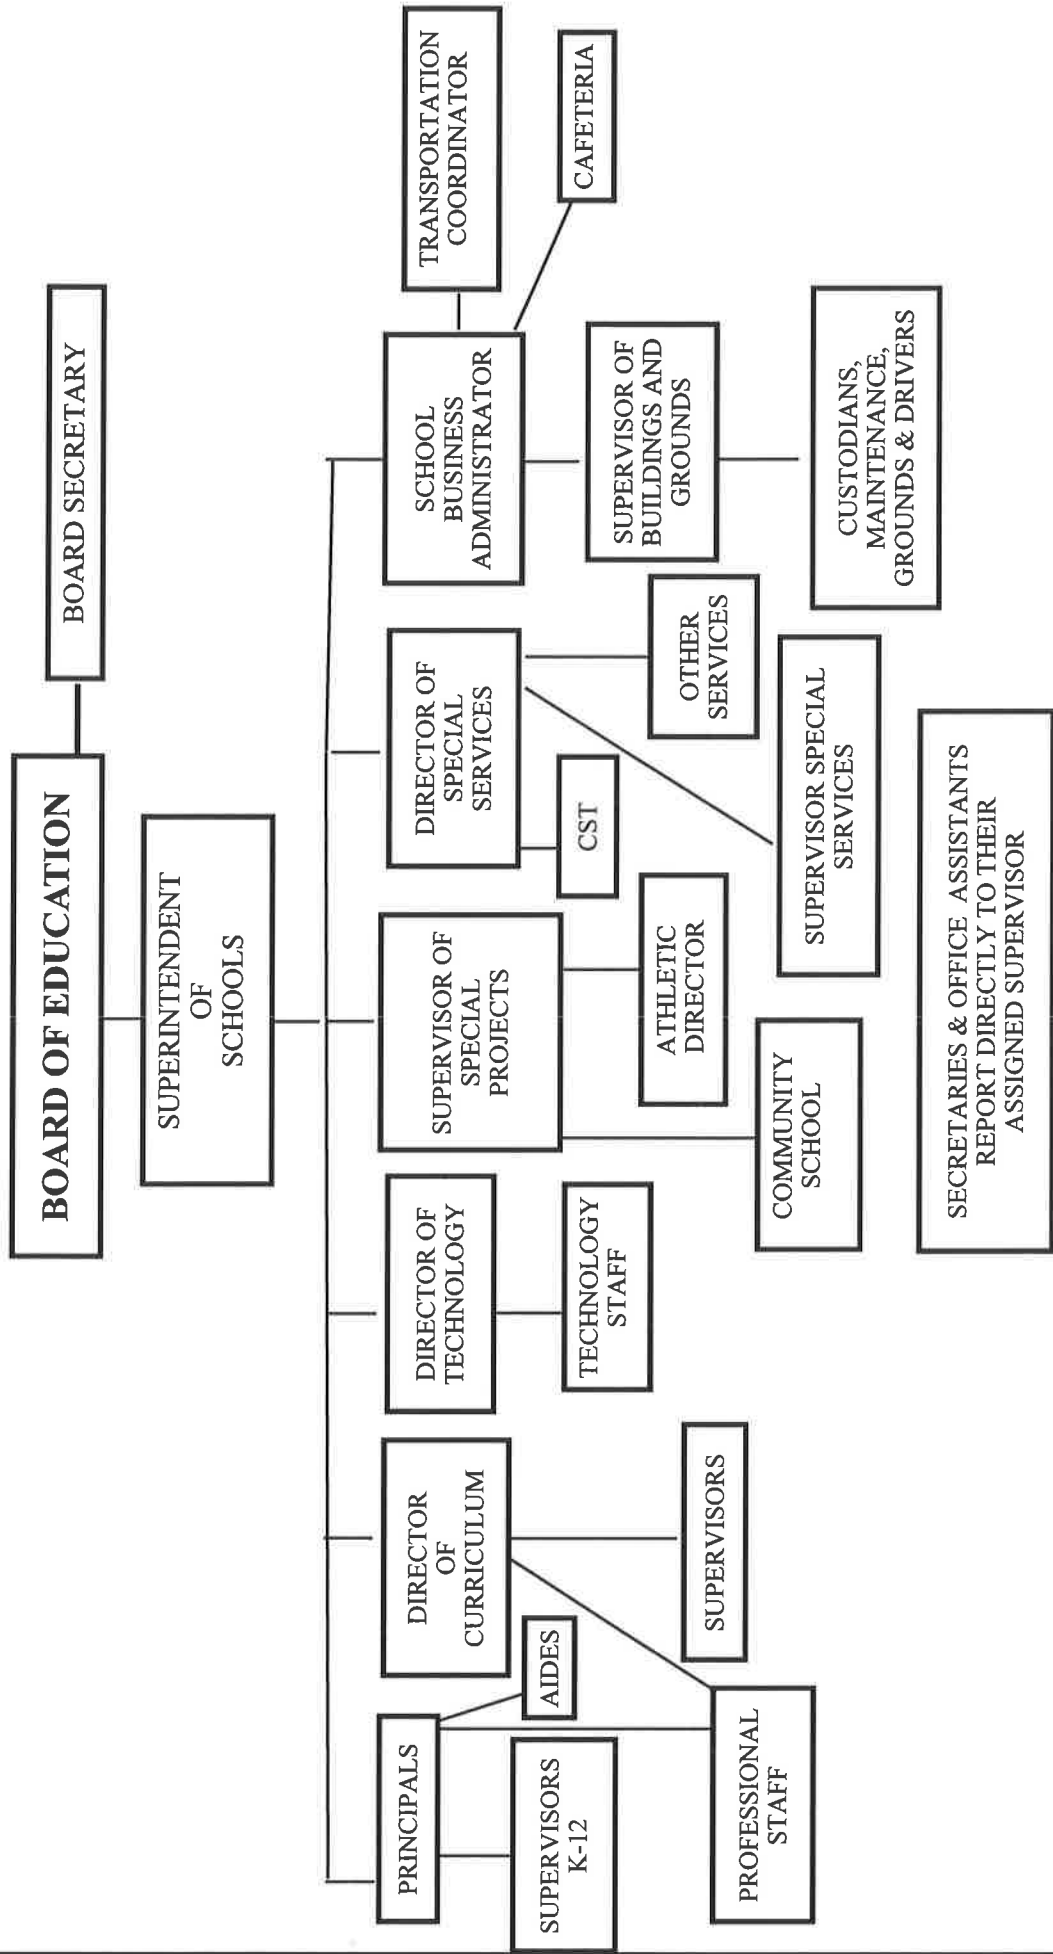 BOARD OF EDUCATION
BOARD SECRETARY
SUPERINTENDENT
OF
SCHOOLS
PRINCIPALS
DIRECTOR
OF
CURRICULUM
DIRECTOR OF
TECHNOLOGY
SUPERVISOR OF
SPECIAL
PROJECTS
DIRECTOR OF
SPECIAL
SERVICES
SCHOOL
BUSINESS
ADMINISTRATOR
TRANSPORTATION
COORDINATOR
CAFETERIA
AIDES
SUPERVISORS
K-12
PROFESSIONAL
STAFF
SUPERVISORS
TECHNOLOGY
STAFF
COMMUNITY
SCHOOL
ATHLETIC
DIRECTOR
CST
SUPERVISOR SPECIAL
SERVICES
OTHER
SERVICES
SUPERVISOR OF
BUILDINGS AND
GROUNDS
CUSTODIANS,
MAINTENANCE,
GROUNDS & DRIVERS
SECRETARIES & OFFICE ASSISTANTS
REPORT DIRECTLY TO THEIR
ASSIGNED SUPERVISOR